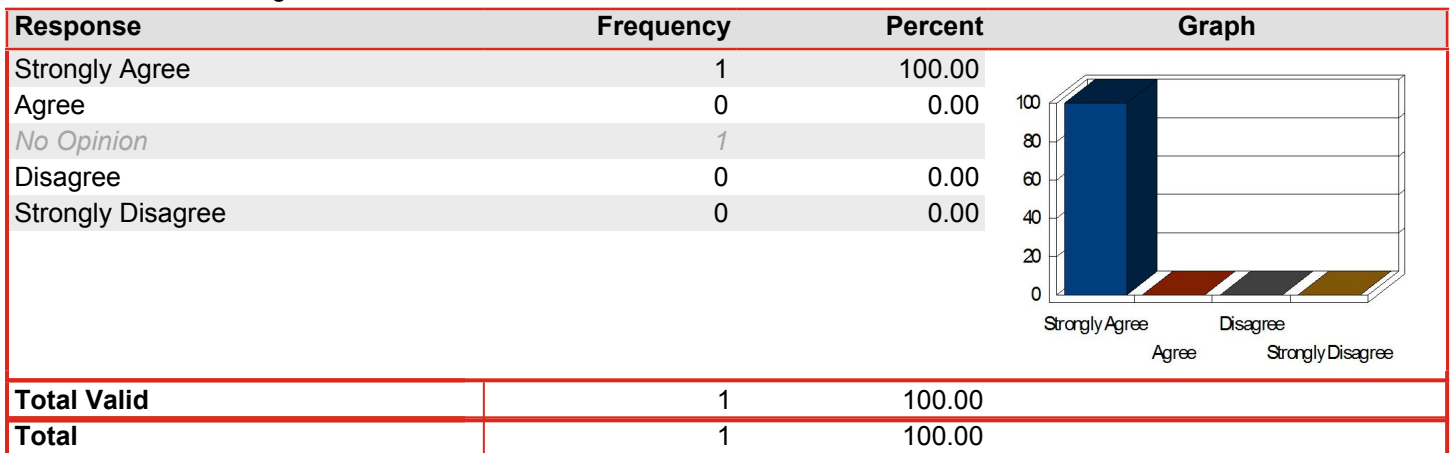 Response Frequency Percent Graph
Strongly Agree 1 100.00
Agree 0 0.00
No Opinion 1
Disagree 0 0.00
Strongly Disagree 0 0.00
100
80
60
40
20
0
Strongly Agree Disagree
Agree Strongly Disagree
Total Valid 1 100.00
Total 1 100.00